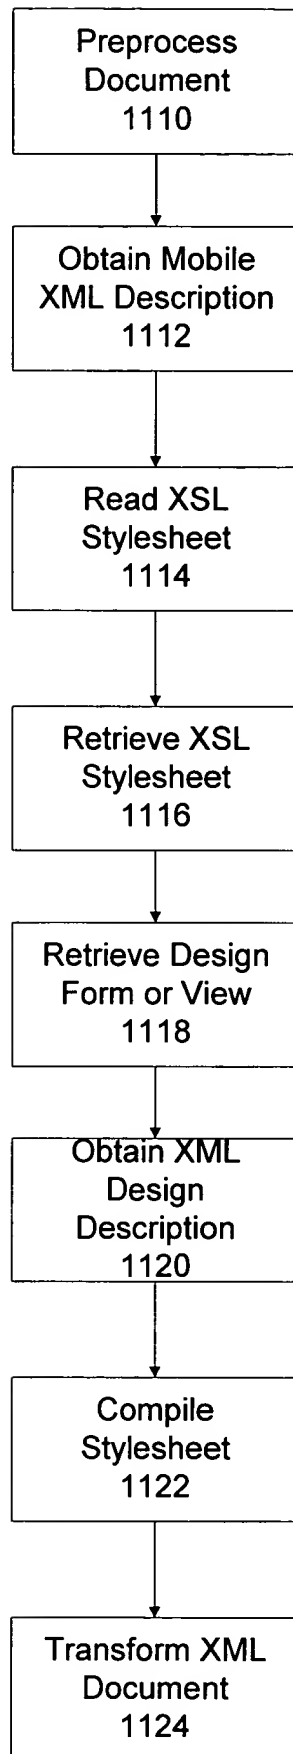 Preprocess
Document
1110
Obtain Mobile
XML Description
1112
Read XSL
Stylesheet
1114
Retrieve XSL
Stylesheet
1116
Retrieve Design
Form or View
1118
Obtain XML
Design
Description
1120
Compile
Stylesheet
1122
Transform XML
Document
1124